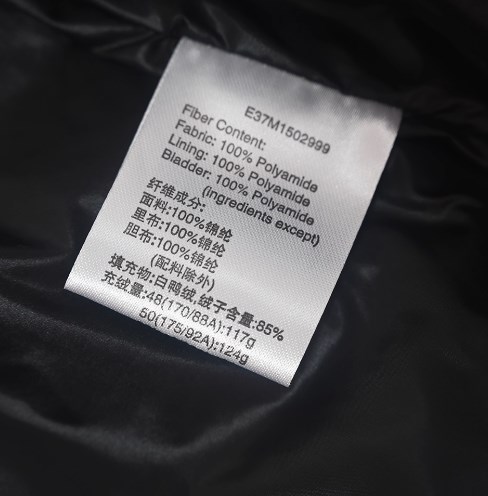 E37M1502999
Fiber Content:
Fabric: 100% Polyamide
Lining: 100% Polyamide
Bladder: 100% Polyamide
(ingredients except)
纤维成分:
面料:100%锦纶
里布:100%锦纶
胆布:100%锦纶
(配料除外)
填充物:白鸭绒,绒子含量:85%
充绒量:48(170/88A):117g
50(175/92A):124g